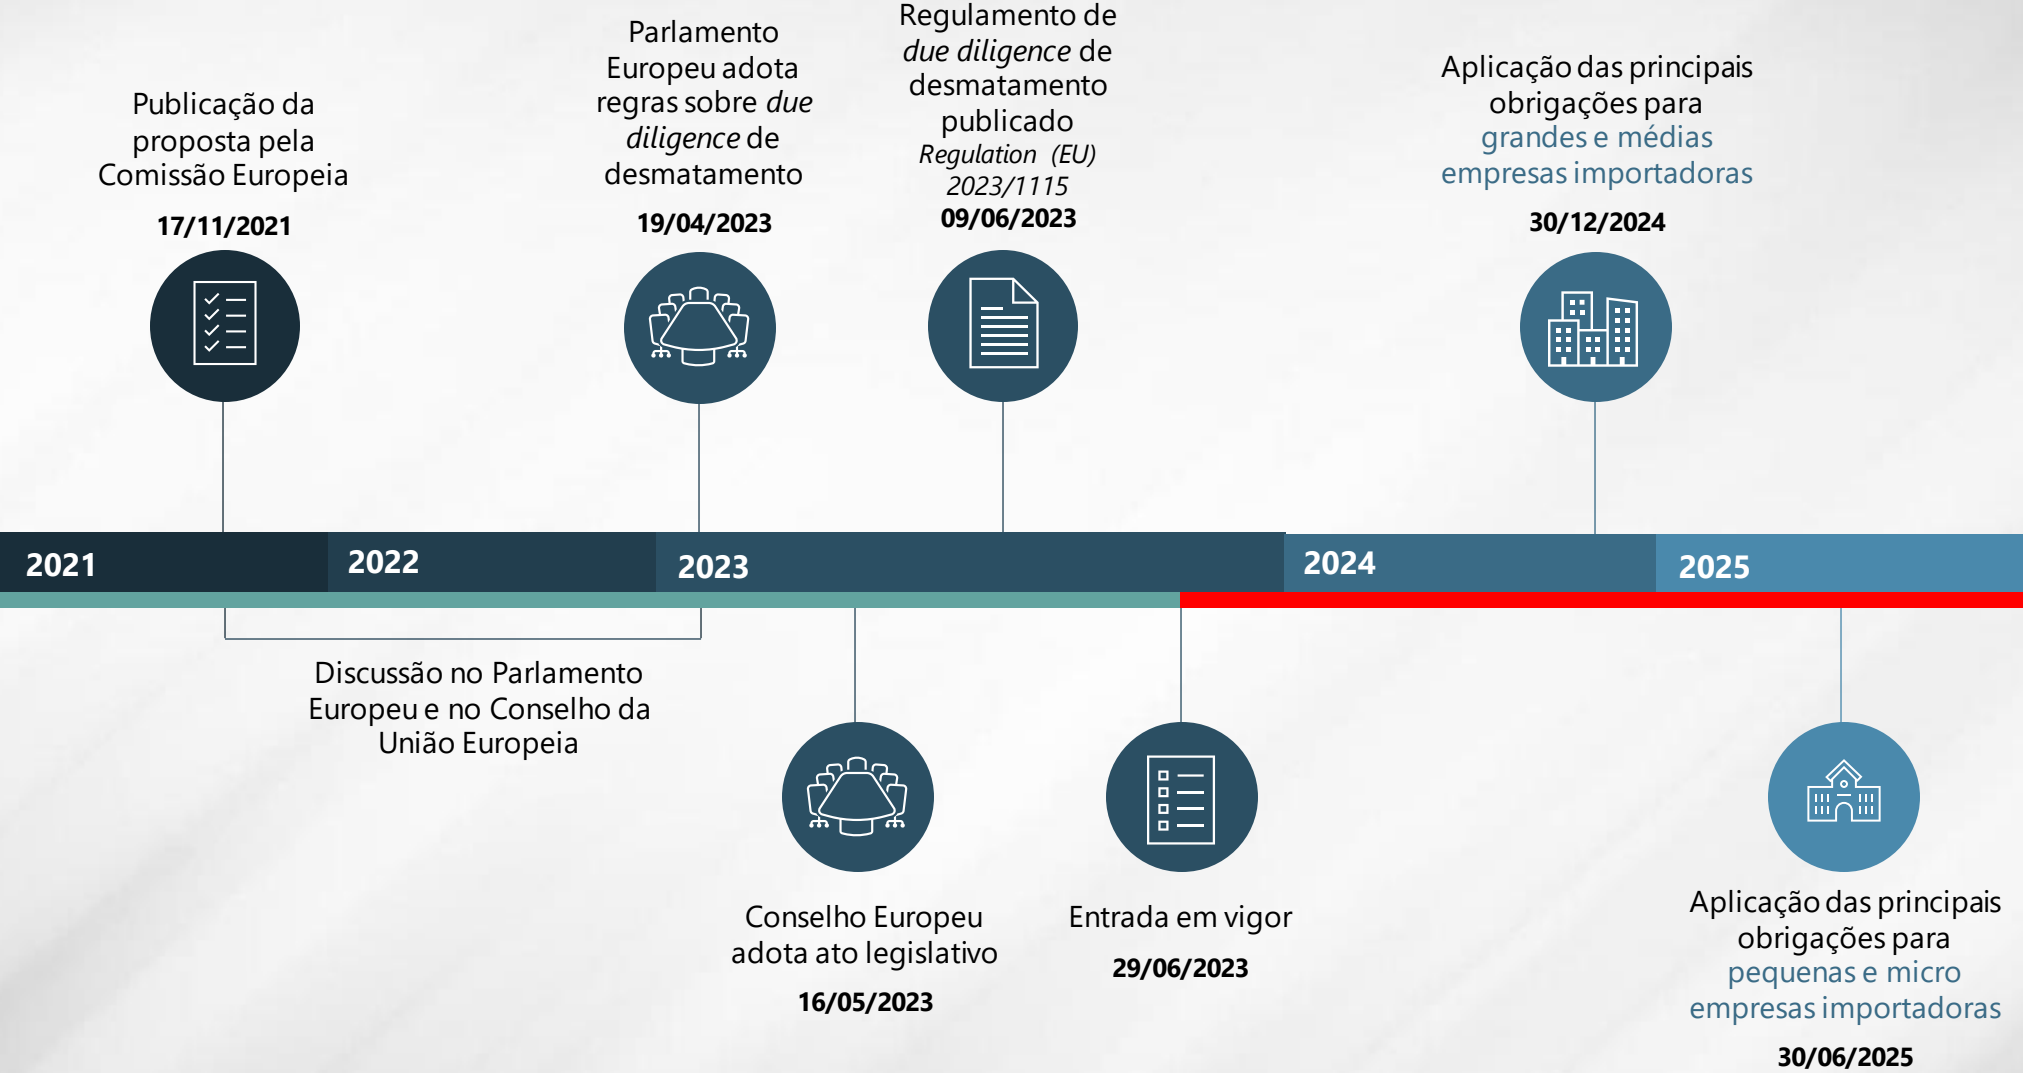 Publicação da
proposta pela
Comissão Europeia
17/11/2021
Parlamento
Europeu adota
regras sobre due
diligence de
desmatamento
19/04/2023
Regulamento de
due diligence de
desmatamento
publicado
Regulation (EU)
2023/1115
09/06/2023
Aplicação das principais
obrigações para
grandes e médias
empresas importadoras
30/12/2024
2021
2022
2023
2024
2025
Discussão no Parlamento
Europeu e no Conselho da
União Europeia
Conselho Europeu
adota ato legislativo
16/05/2023
Entrada em vigor
29/06/2023
Aplicação das principais
obrigações para
pequenas e micro
empresas importadoras
30/06/2025